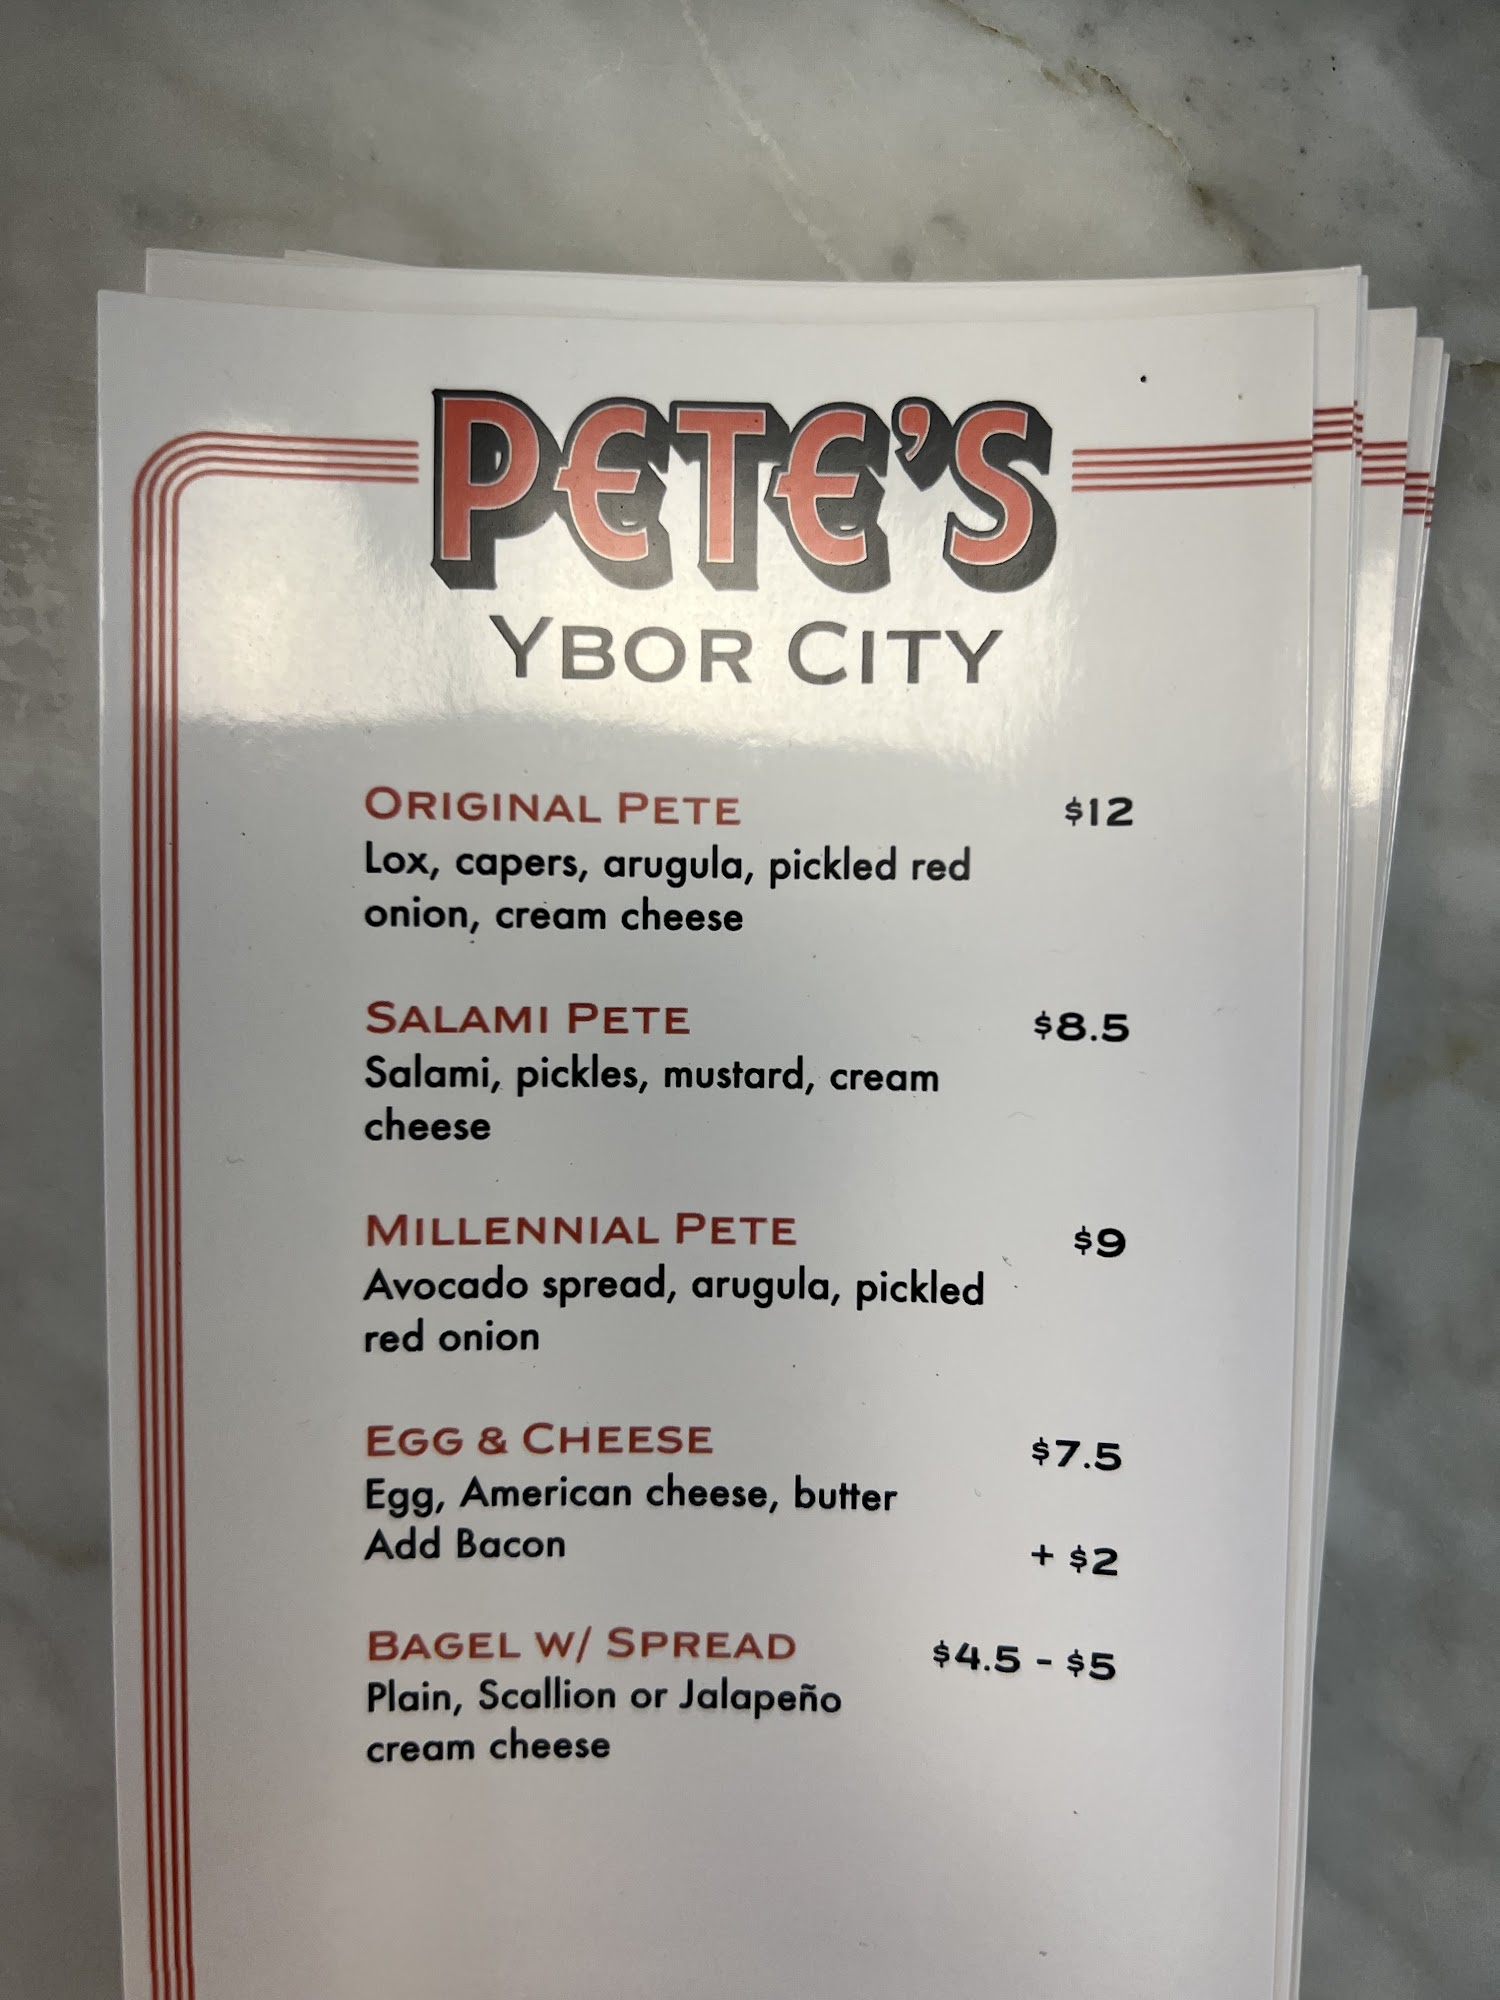 PETE'S
YBOR CITY
ORIGINAL PETE $12
Lox, capers, arugula, pickled red
onion, cream cheese
SALAMI PETE $8.5
Salami, pickles, mustard, cream
cheese
MILLENNIAL PETE $9
Avocado spread, arugula, pickled
red onion
EGG & CHEESE $7.5
Egg, American cheese, butter
Add Bacon + $2
BAGEL W/ SPREAD $4.5 - $5
Plain, Scallion or Jalapeño
cream cheese